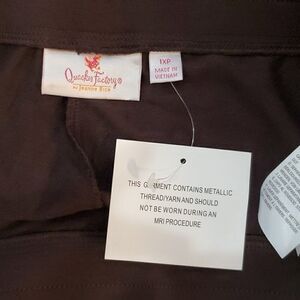 Quacker Factory®
by Jeanne Bice
1XP
MADE IN
VIETNAM
THIS GARMENT CONTAINS METALLIC
THREAD/YARN AND SHOULD
NOT BE WORN DURING AN
MRI PROCEDURE